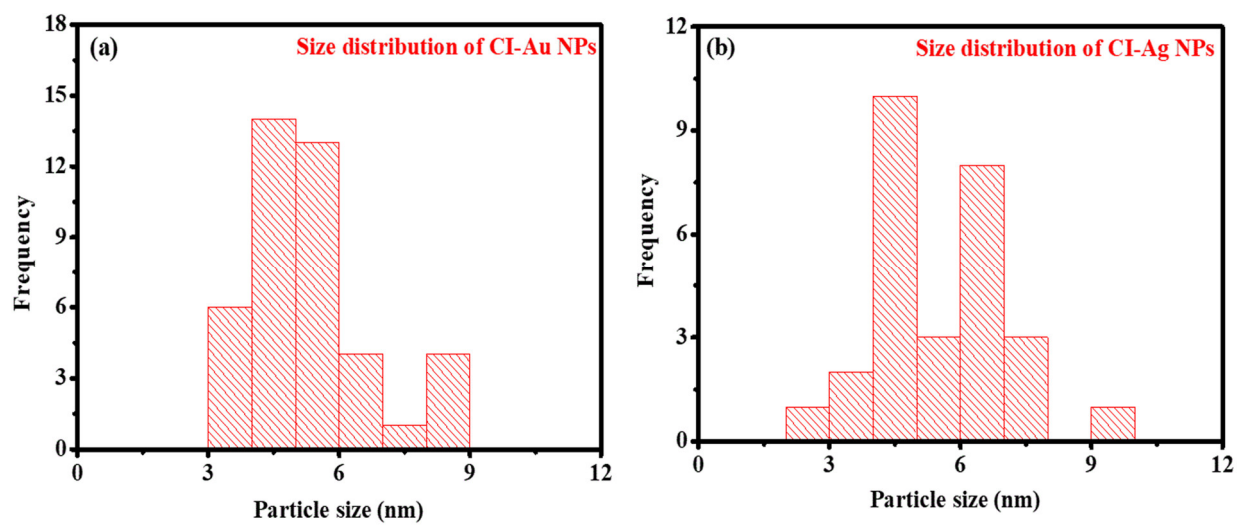 (a)
Size distribution of CI-Au NPs
18
15
12
9
6
3
0
Frequency
0 3 6 9 12
Particle size (nm)
(b)
Size distribution of CI-Ag NPs
12
9
6
3
0
Frequency
0 3 6 9 12
Particle size (nm)